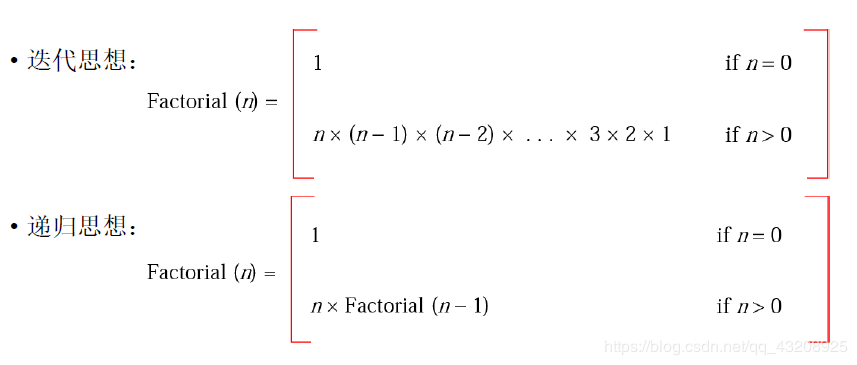 • 迭代思想：
1 if n = 0
Factorial (n) =
n × (n − 1) × (n − 2) × . . . × 3 × 2 × 1 if n > 0
• 递归思想：
1 if n = 0
Factorial (n) =
n × Factorial (n − 1) if n > 0
https://blog.csdn.net/qq_43208925